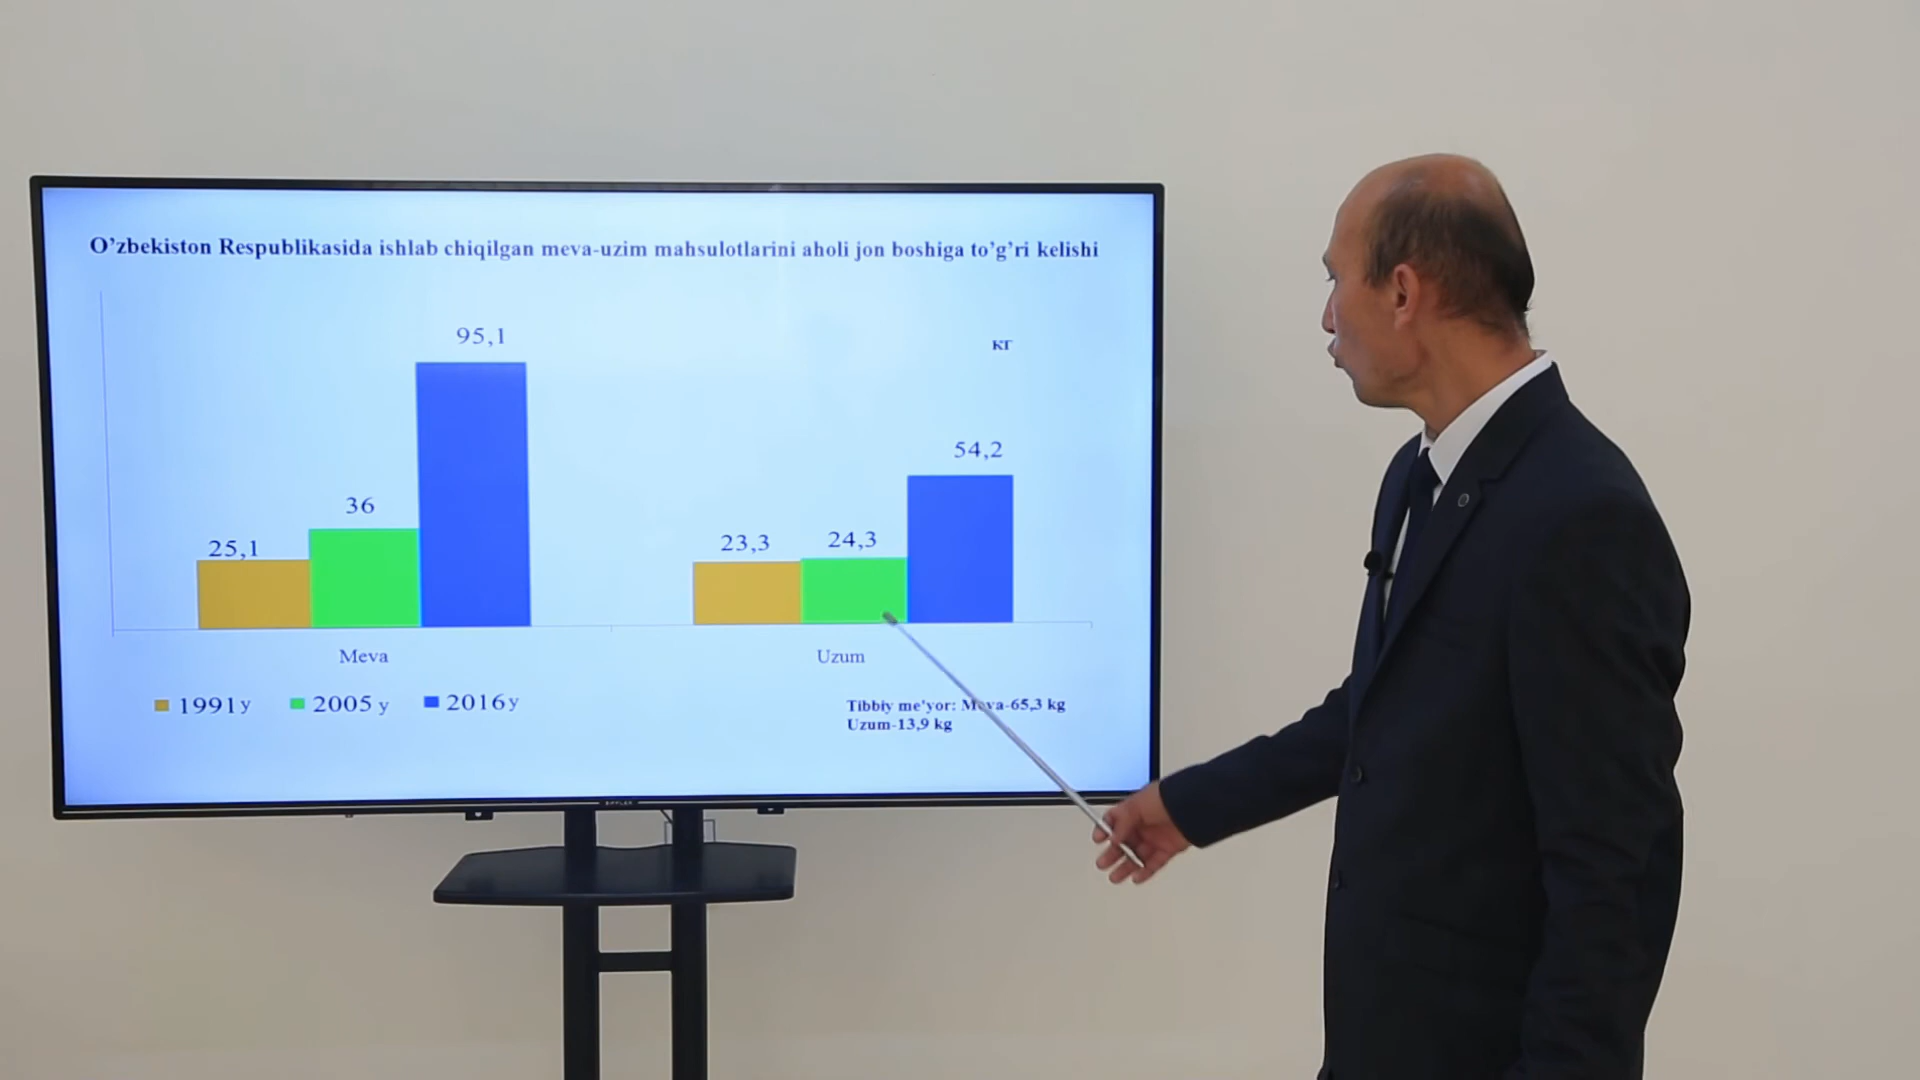 O'zbekiston Respublikasida ishlab chiqilgan meva-uzim mahsulotlarini aholi jon boshiga to'g'ri kelishi
кг
95,1
54,2
36
25,1
23,3
24,3
Meva
Uzum
1991y
2005 y
2016y
Tibbiy me'yor: Meva-65,3 kg
Uzum-13,9 kg